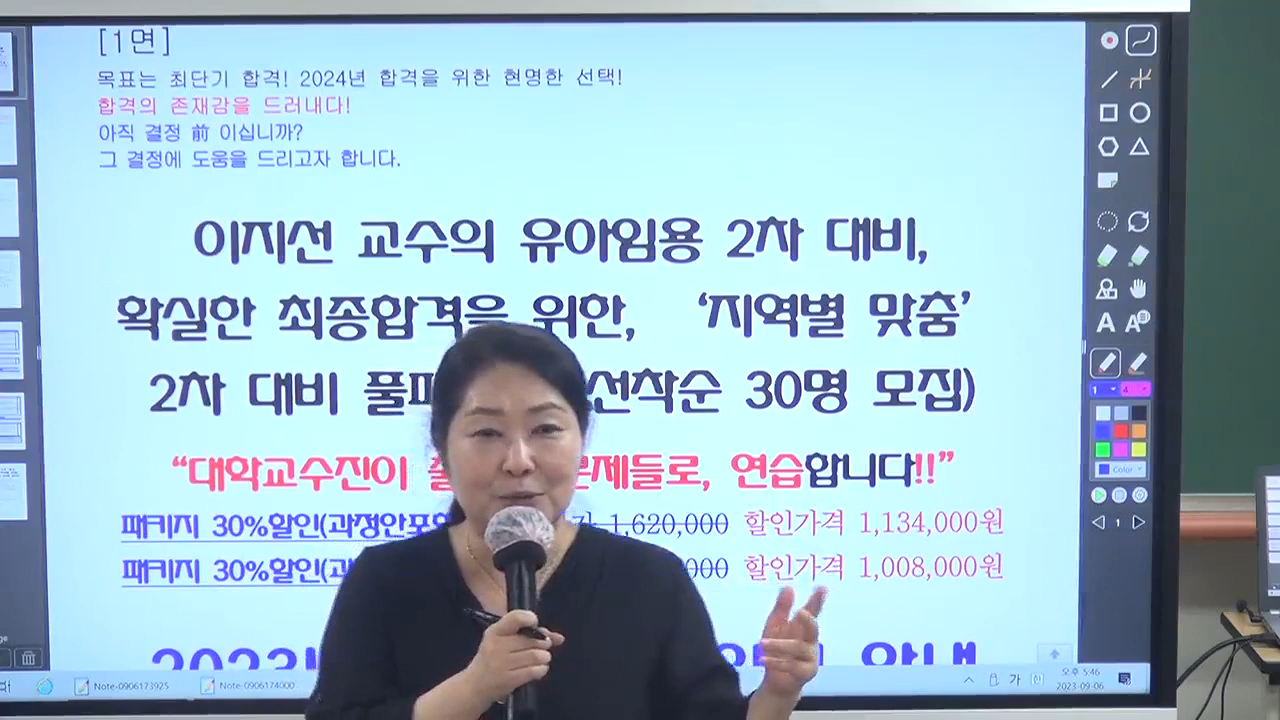 [1면]
목표는 최단기 합격! 2024년 합격을 위한 현명한 선택!
합격의 존재감을 드러내다!
아직 결정 前 이십니까?
그 결정에 도움을 드리고자 합니다.
이지선 교수의 유아임용 2차 대비,
확실한 최종합격을 위한, ‘지역별 맞춤’
2차 대비 선착순 30명 모집)
“대학교수진이 연습합니다!!”
패키지 30%할인(과정안포함 1,620,000 할인가격 1,134,000원
패키지 30%할인( 할인가격 1,008,000원
Note-0906173925
Note-0906174000
가
오후 5:46
2023-09-06
Color
1